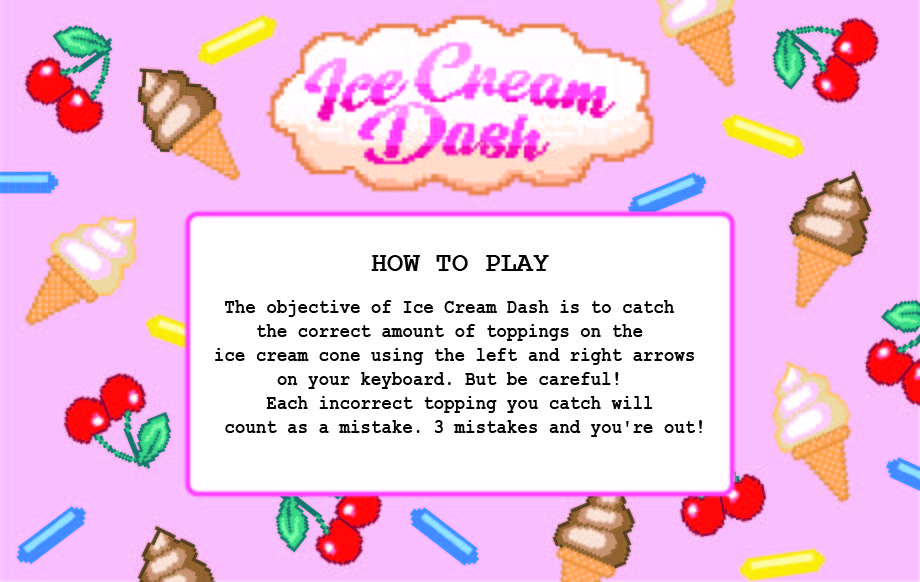 Ice Cream
Dash
HOW TO PLAY
The objective of Ice Cream Dash is to catch
the correct amount of toppings on the
ice cream cone using the left and right arrows
on your keyboard. But be careful!
Each incorrect topping you catch will
count as a mistake. 3 mistakes and you're out!